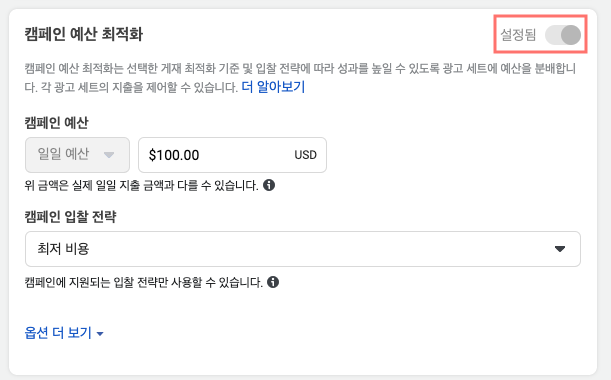 캠페인 예산 최적화
설정됨
캠페인 예산 최적화는 선택한 게재 최적화 기준 및 입찰 전략에 따라 성과를 높일 수 있도록 광고 세트에 예산을 분배합니
다. 각 광고 세트의 지출을 제어할 수 있습니다. 더 알아보기
캠페인 예산
일일 예산
$100.00 USD
위 금액은 실제 일일 지출 금액과 다를 수 있습니다.
캠페인 입찰 전략
최저 비용
캠페인에 지원되는 입찰 전략만 사용할 수 있습니다.
옵션 더 보기